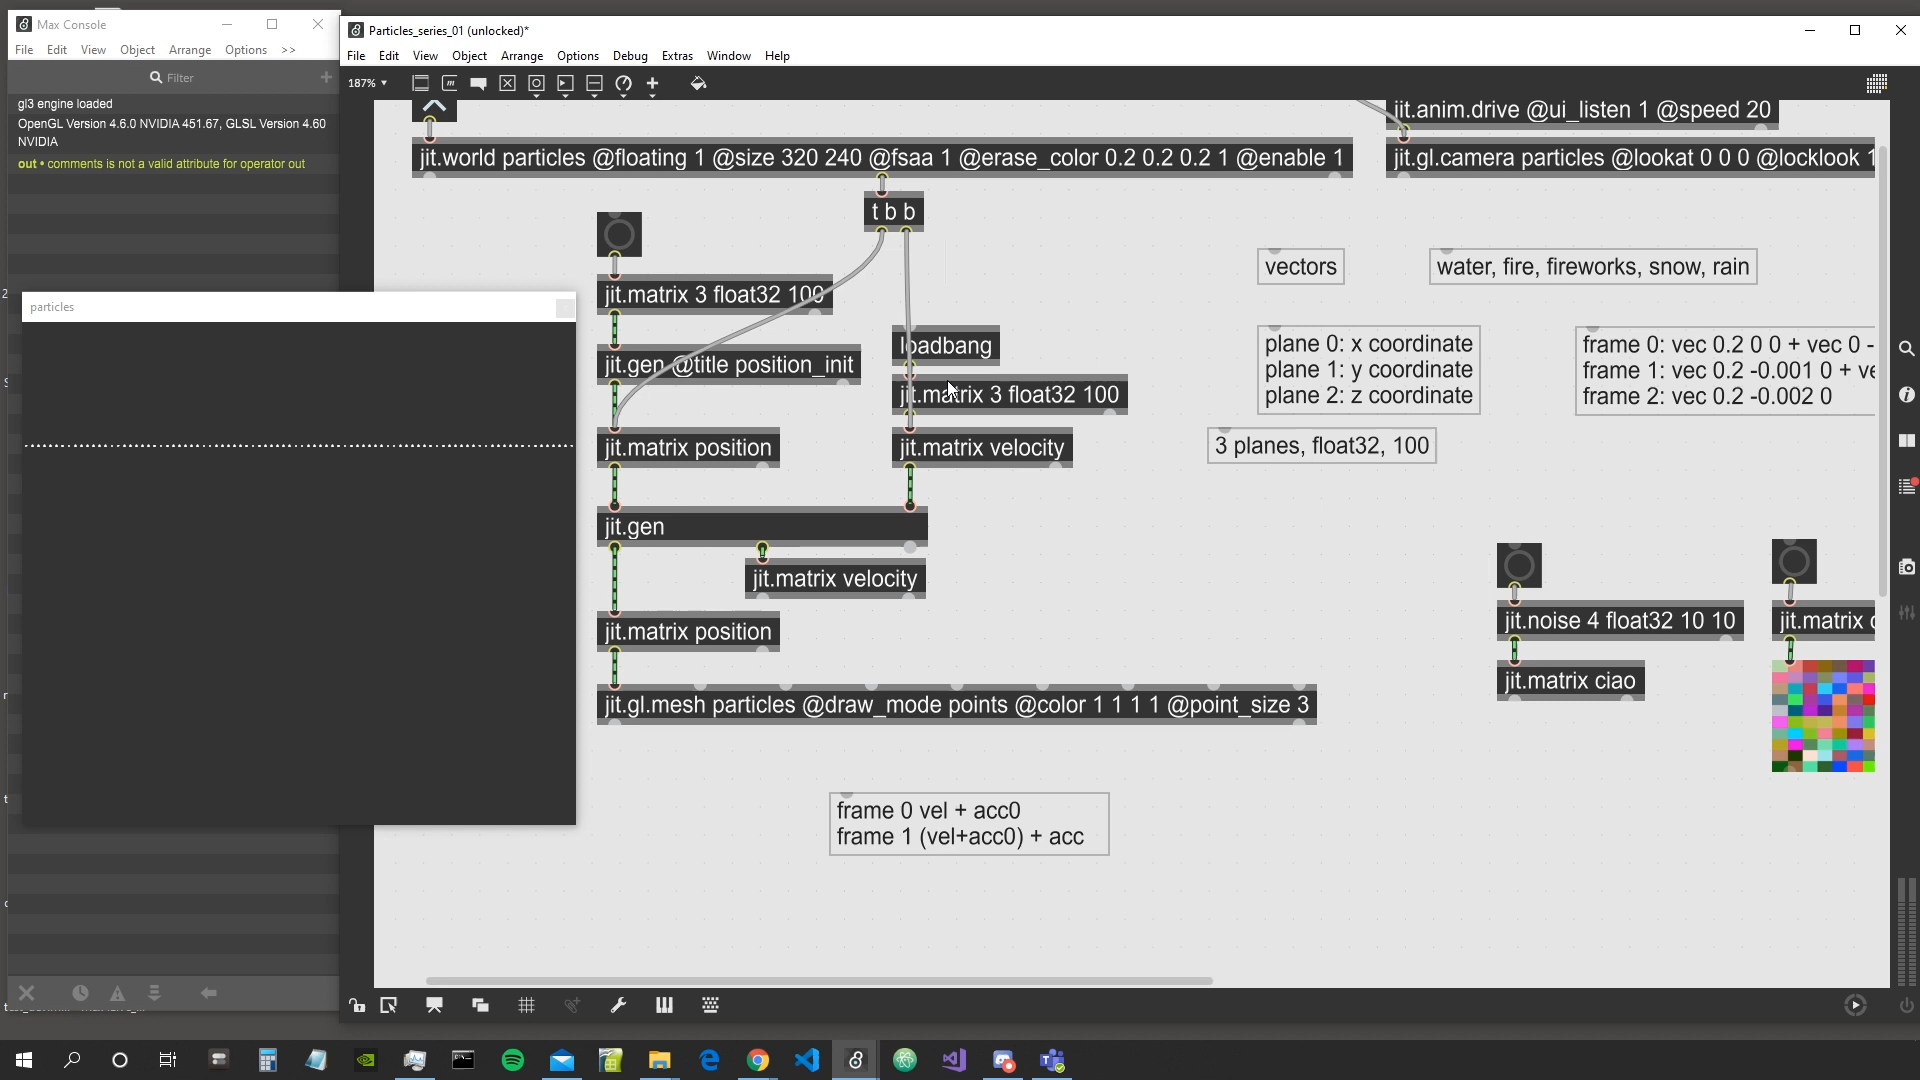 Max Console
File Edit View Object Arrange Options >>
Filter
gl3 engine loaded
OpenGL Version 4.6.0 NVIDIA 451.67, GLSL Version 4.60
NVIDIA
out • comments is not a valid attribute for operator out
particles
Particles_series_01 (unlocked)*
File Edit View Object Arrange Options Debug Extras Window Help
187%
jit.anim.drive @ui_listen 1 @speed 20
jit.world particles @floating 1 @size 320 240 @fsaa 1 @erase_color 0.2 0.2 0.2 1 @enable 1
jit.gl.camera particles @lookat 0 0 0 @locklook 1
t b b
vectors
water, fire, fireworks, snow, rain
jit.matrix 3 float32 100
jit.gen @title position_init
loadbang
jit.matrix 3 float32 100
plane 0: x coordinate
plane 1: y coordinate
plane 2: z coordinate
frame 0: vec 0.2 0 0 + vec 0 -
frame 1: vec 0.2 -0.001 0 + ve
frame 2: vec 0.2 -0.002 0
jit.matrix position
jit.matrix velocity
3 planes, float32, 100
jit.gen
jit.matrix velocity
jit.matrix position
jit.noise 4 float32 10 10
jit.matrix c
jit.matrix ciao
jit.gl.mesh particles @draw_mode points @color 1 1 1 1 @point_size 3
frame 0 vel + acc0
frame 1 (vel+acc0) + acc